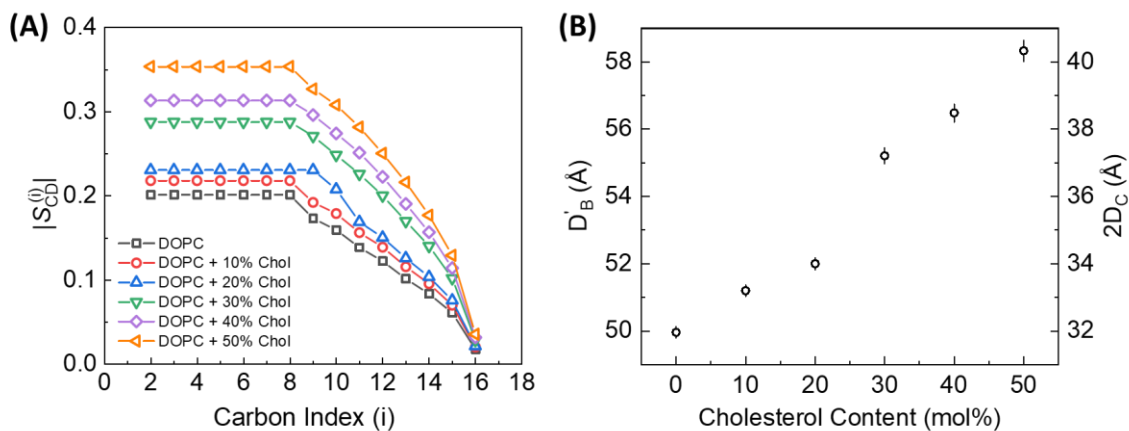 (A)
0.4
0.3
0.2
0.1
0.0
|S_CD^(i)|
DOPC
DOPC + 10% Chol
DOPC + 20% Chol
DOPC + 30% Chol
DOPC + 40% Chol
DOPC + 50% Chol
0 2 4 6 8 10 12 14 16 18
Carbon Index (i)
(B)
58
56
54
52
50
D'_B (Å)
40
38
36
34
32
2D_C (Å)
0 10 20 30 40 50
Cholesterol Content (mol%)